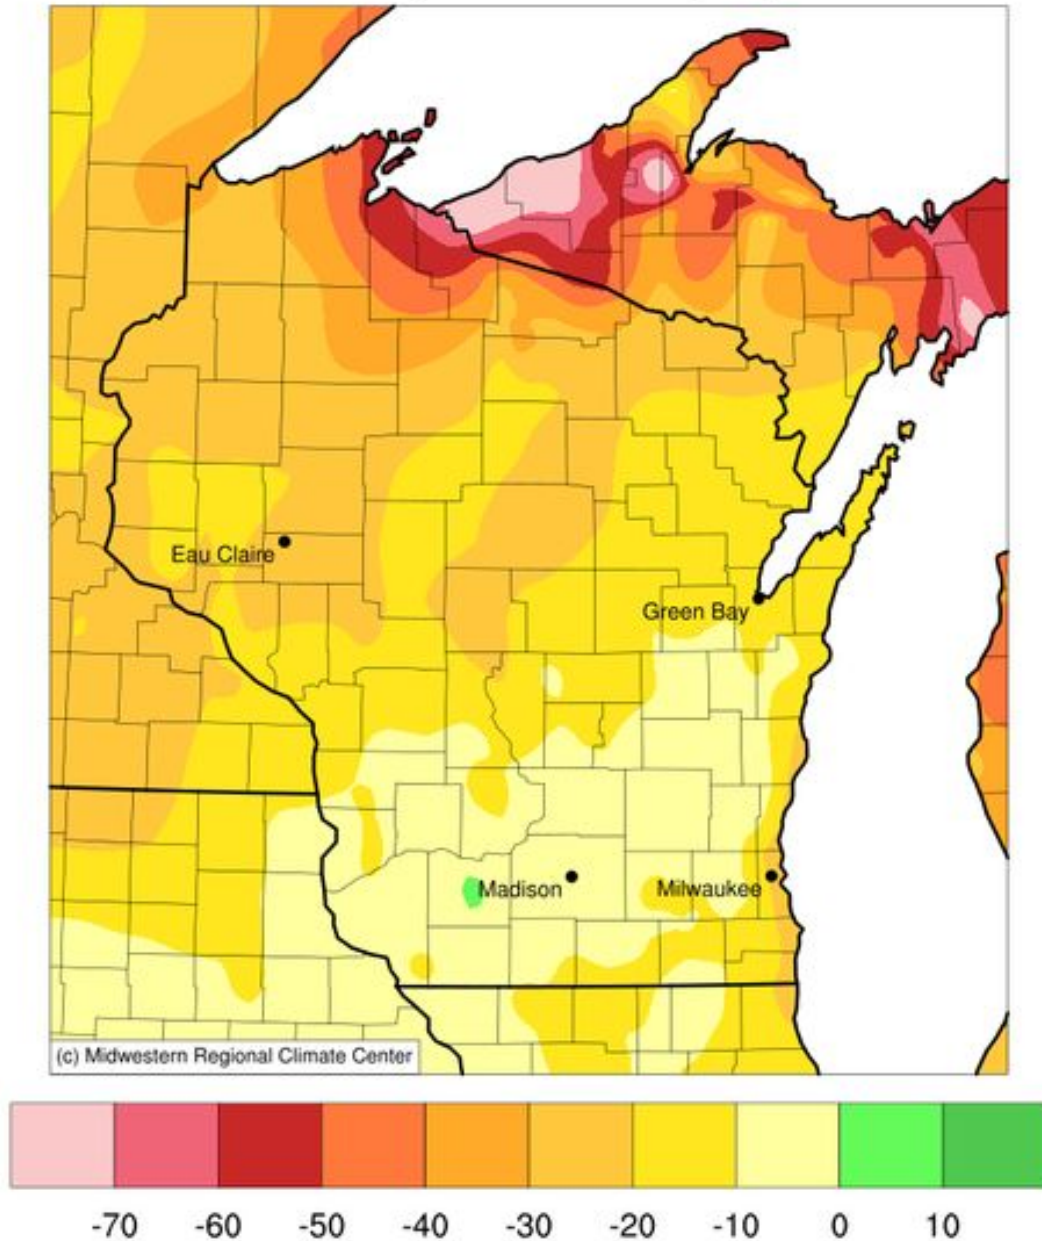 Eau Claire
Green Bay
Madison
Milwaukee
(c) Midwestern Regional Climate Center
-70 -60 -50 -40 -30 -20 -10 0 10